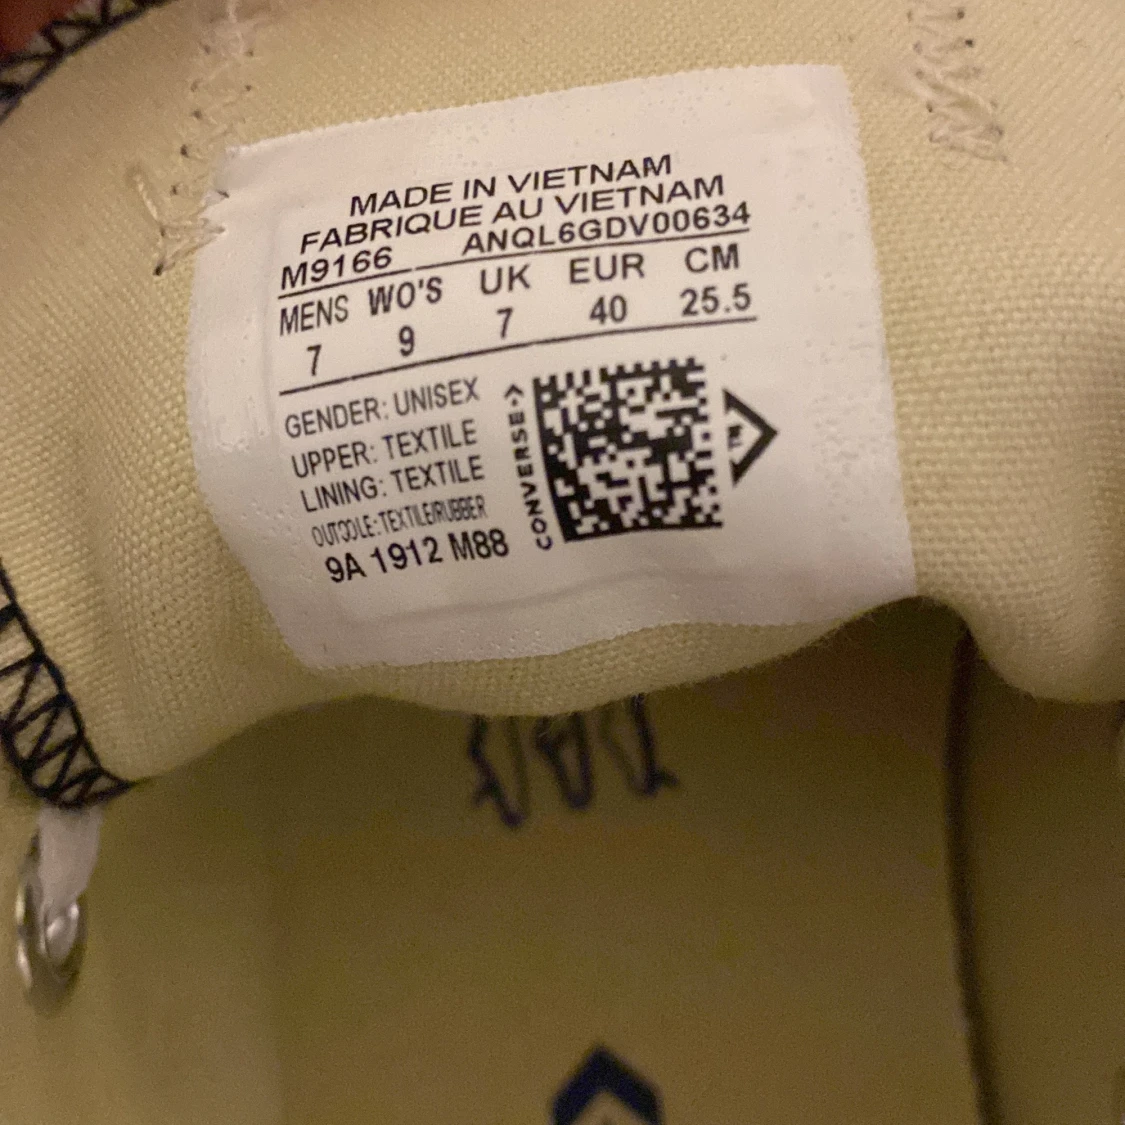 MADE IN VIETNAM
FABRIQUE AU VIETNAM
M9166 ANQL6GDV00634
MENS WO'S UK EUR CM
7 9 7 40 25.5
GENDER: UNISEX
UPPER: TEXTILE
LINING: TEXTILE
OUTSOLE: TEXTILE/RUBBER
9A 1912 M88
CONVERSE